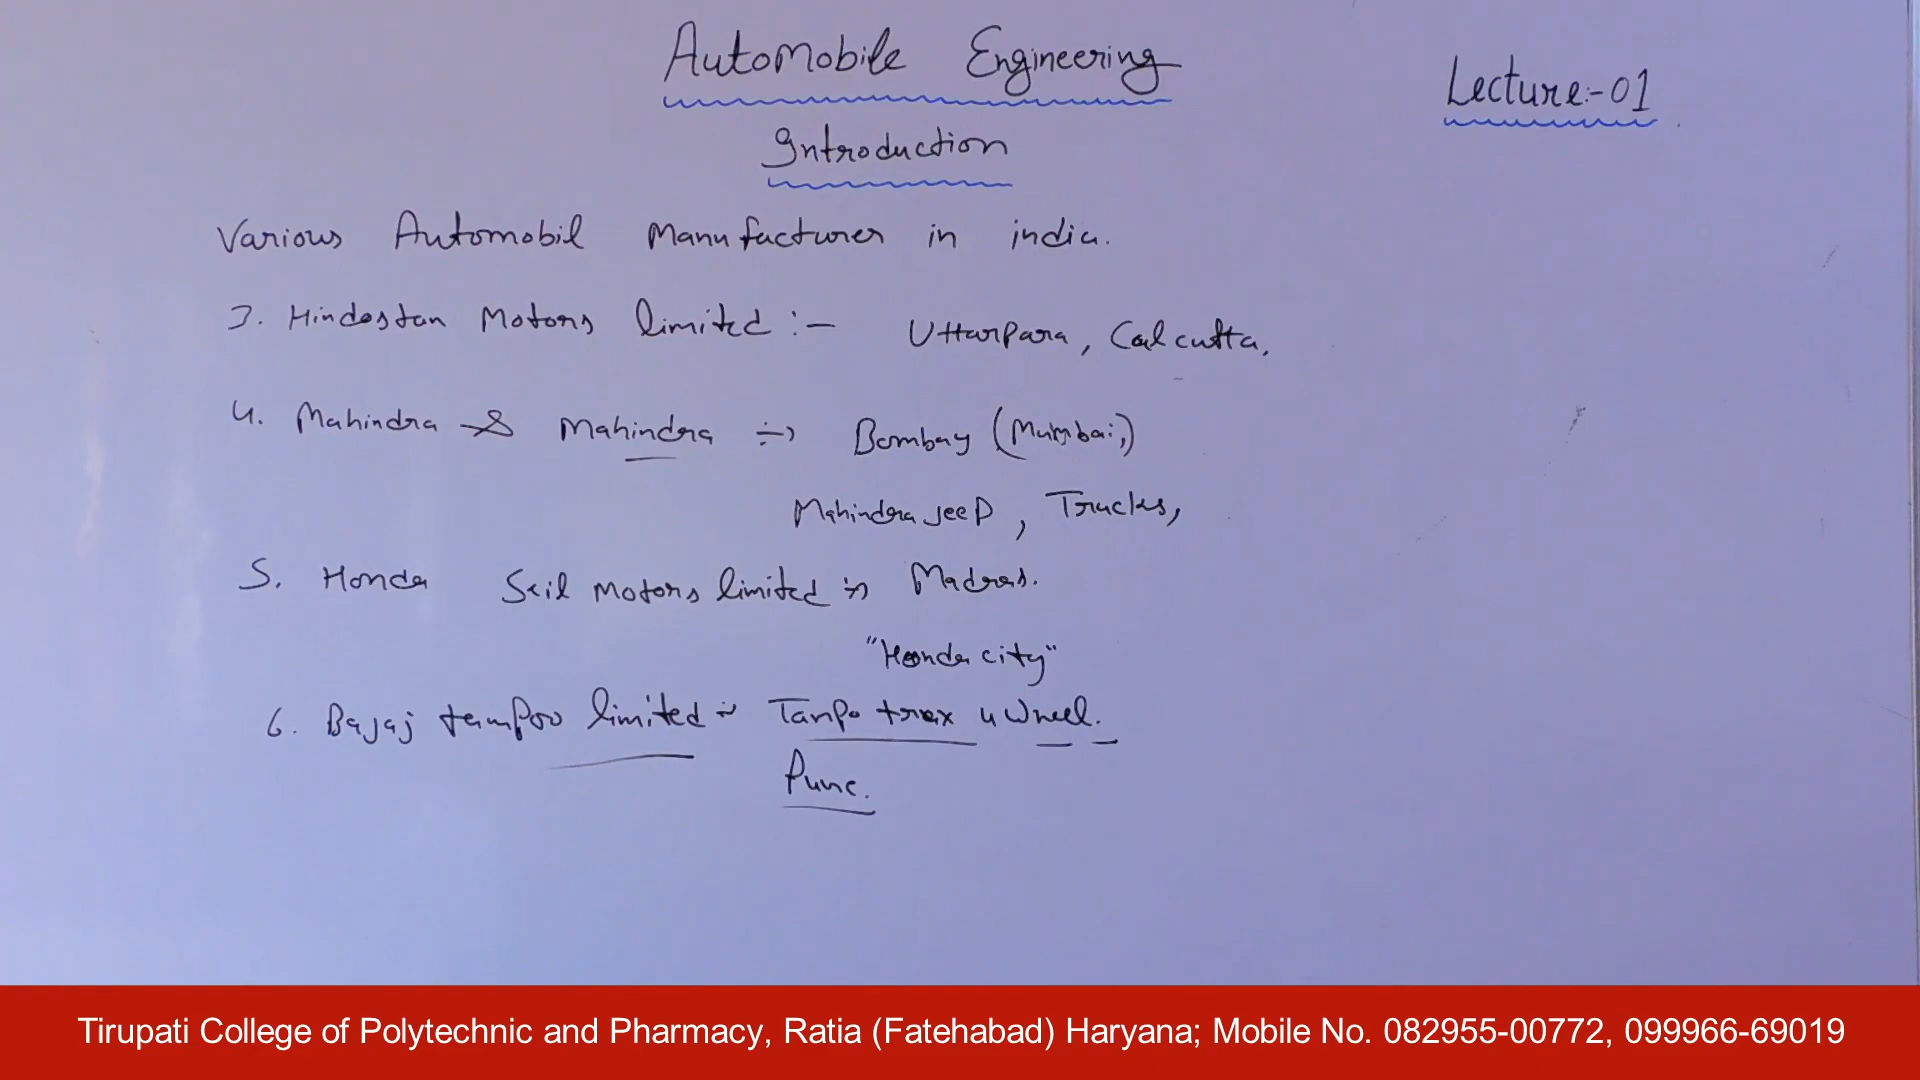 Automobile Engineering
Lecture:-01
Introduction
Various Automobil Manufacturer in india.
3. Hindostan Motors limited :- Uttarpara, Calcutta,
4. Mahindra & Mahindra :-> Bombay (Mumbai,)
Mahindra Jeep, Trucks,
5. Honda Seil Motors limited :-> Madras.
"Honda city"
6. Bajaj tempoo limited :- Tanpo trax 4 Wheel.
Pune.
Tirupati College of Polytechnic and Pharmacy, Ratia (Fatehabad) Haryana; Mobile No. 082955-00772, 099966-69019